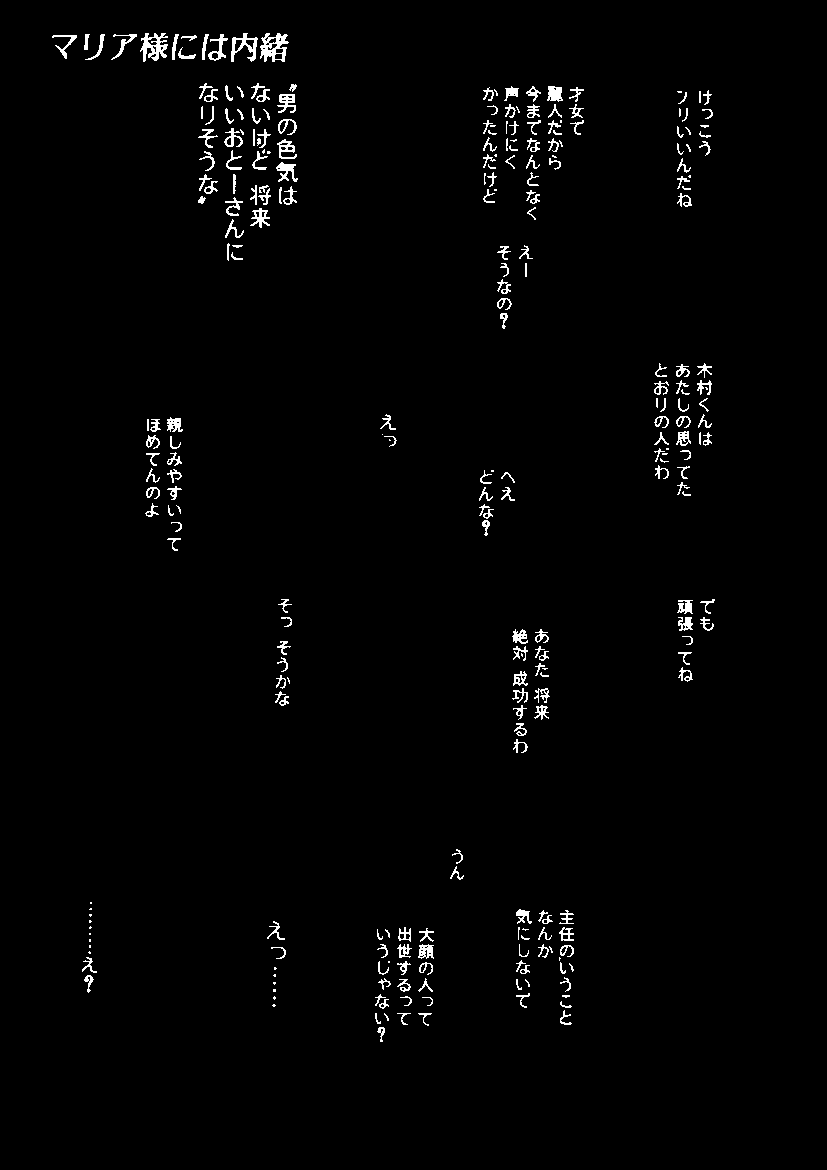 マリア様には内緒
けっこう
ノリいいんだね
才女で
麗人だから
今までなんとなく
声かけにく
かったんだけど
えー
そうなの?
〝男の色気は
ないけど 将来
いいおとーさんに
なりそうな〟
木村くんは
あたしの思ってた
とおりの人だわ
へえ
どんな?
えっ
親しみやすいって
ほめてんのよ
でも
頑張ってね
あなた 将来
絶対 成功するわ
そっ そうかな
うん
主任のいうこと
なんか
気にしないで
大顔の人って
出世するって
いうじゃない?
えっ……
………え?